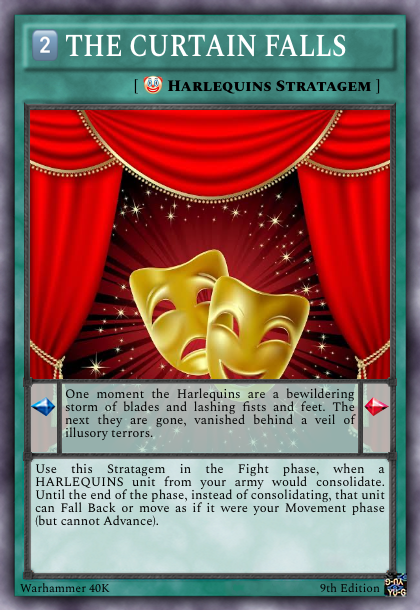 2 THE CURTAIN FALLS
[ 🤡 HARLEQUINS STRATAGEM ]
One moment the Harlequins are a bewildering
storm of blades and lashing fists and feet. The
next they are gone, vanished behind a veil of
illusory terrors.
Use this Stratagem in the Fight phase, when a
HARLEQUINS unit from your army would consolidate.
Until the end of the phase, instead of consolidating, that unit
can Fall Back or move as if it were your Movement phase
(but cannot Advance).
Warhammer 40K 9th Edition